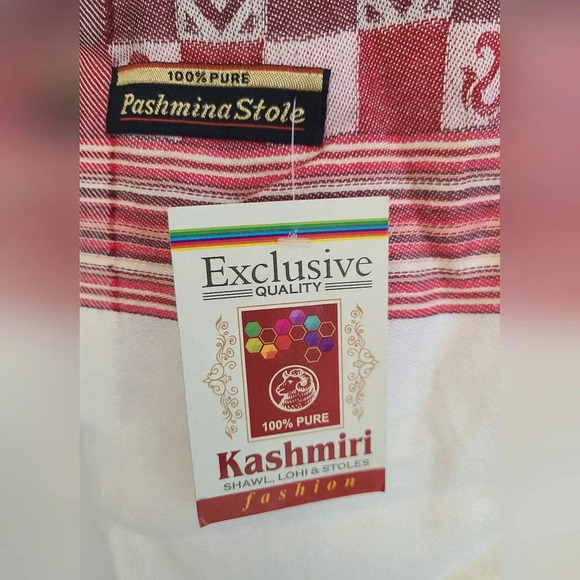 100% PURE
Pashmina Stole
Exclusive
QUALITY
100% PURE
Kashmiri
SHAWL, LOHI & STOLES
fashion